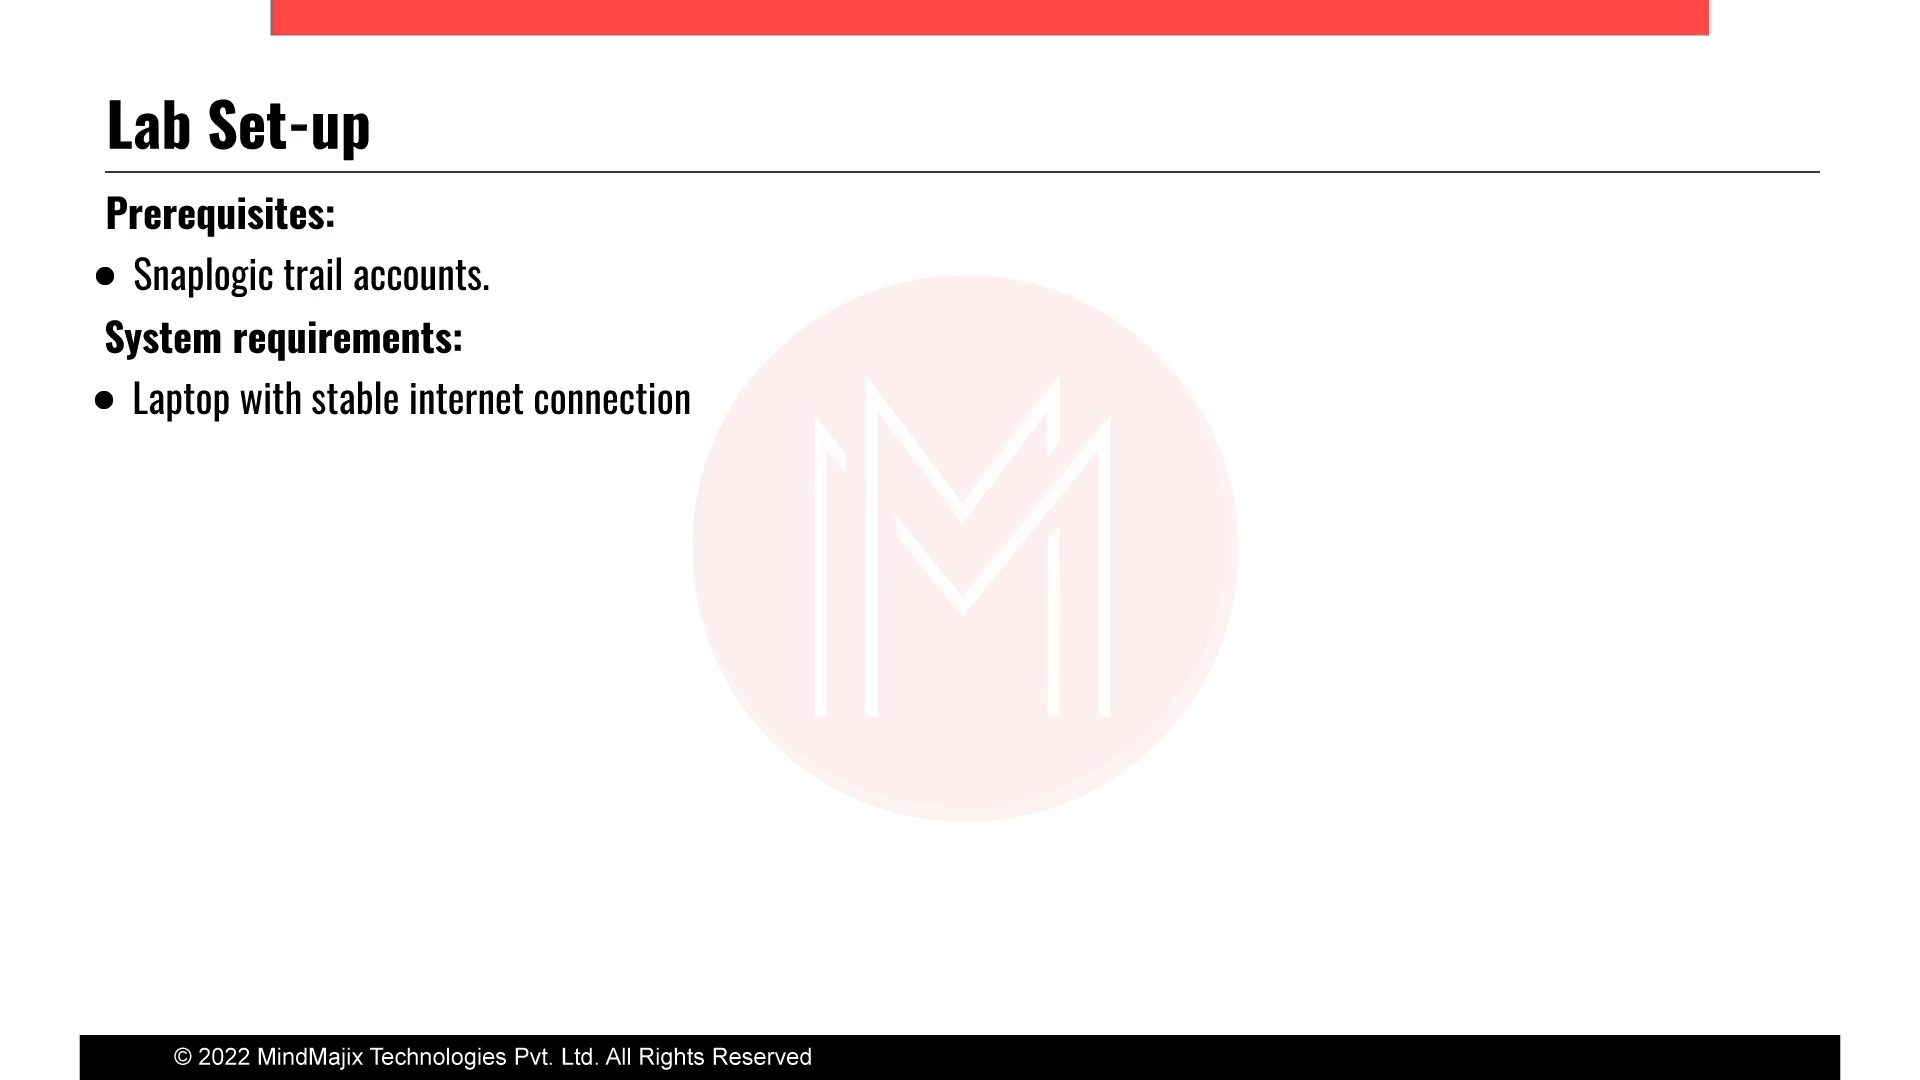 Lab Set-up
Prerequisites:
● Snaplogic trail accounts.
System requirements:
● Laptop with stable internet connection
© 2022 MindMajix Technologies Pvt. Ltd. All Rights Reserved